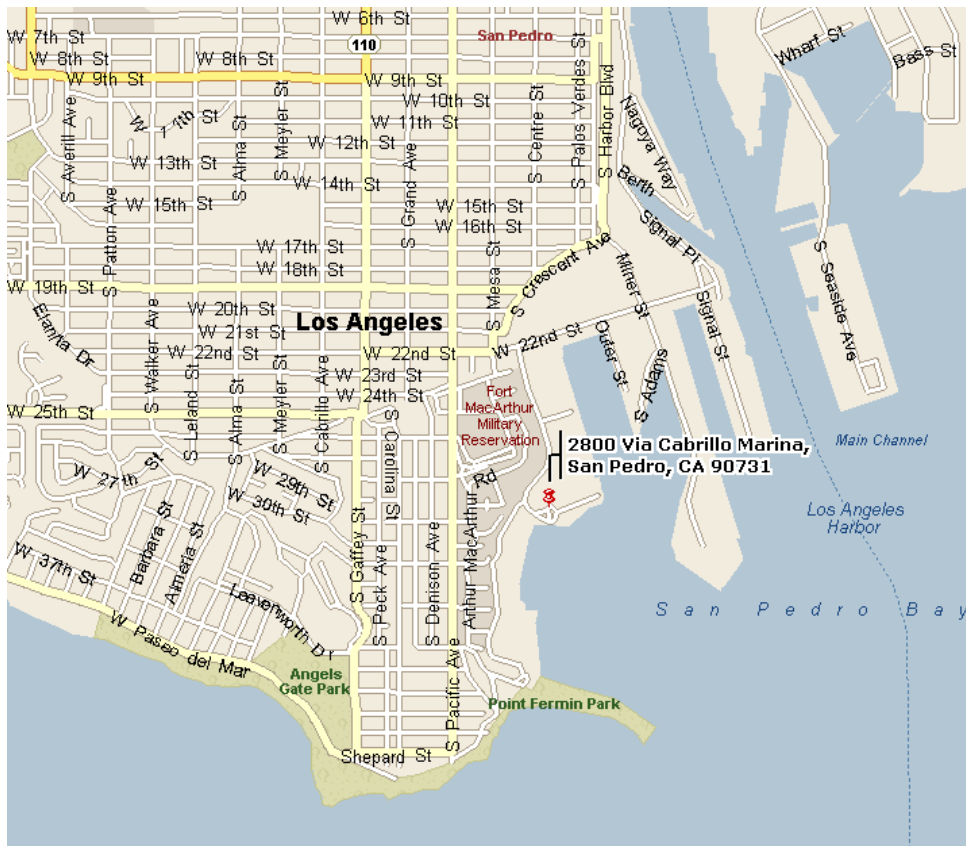 W 6th St
W 7th St
110
San Pedro
Wharf St
Bass St
W 8th St
W 8th St
W 9th St
W 9th St
S Averill Ave
W 11th St
S Alma St
S Meyler St
W 10th St
W 11th St
W 12th St
S Grand Ave
S Centre St
S Palos Verdes St
S Harbor Blvd
Nagoya Way
W 13th St
W 14th St
Berth
W 15th St
W 15th St
W 16th St
Signal Pl
S Patton Ave
W 17th St
W 18th St
S Mesa St
S Crescent Ave
Miner St
Signal St
S Seaside Ave
W 19th St
W 20th St
Elanita Dr
S Walker Ave
W 21st St
Los Angeles
W 22nd St
W 22nd St
W 22nd St
Outer St
S Adams
W 23rd St
W 24th St
W 25th St
S Leland St
S Alma St
S Meyler St
S Cabrillo Ave
S Carolina St
Fort
MacArthur
Military
Reservation
2800 Via Cabrillo Marina,
San Pedro, CA 90731
Main Channel
W 27th St
W 29th St
W 30th St
Rd
Los Angeles
Harbor
Barbara St
Almeria St
S Gaffey St
S Peck Ave
S Denison Ave
Arthur MacArthur
W 37th St
Leavenworth Dr
San Pedro Bay
W Paseo del Mar
Angels
Gate Park
S Pacific Ave
Point Fermin Park
Shepard St